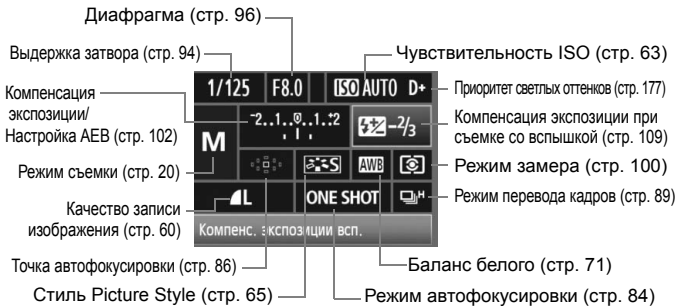 Диафрагма (стр. 96)
Выдержка затвора (стр. 94)
Чувствительность ISO (стр. 63)
1/125 F8.0 ISO AUTO D+
Приоритет светлых оттенков (стр. 177)
Компенсация
экспозиции/
Настройка AEB (стр. 102)
-2..1..0..1..+2
-2/3
Компенсация экспозиции при
съемке со вспышкой (стр. 109)
M
Режим съемки (стр. 20)
S AWB
Режим замера (стр. 100)
L ONE SHOT H
Режим перевода кадров (стр. 89)
Качество записи
изображения (стр. 60)
Компенс. экспозиции всп.
Точка автофокусировки (стр. 86)
Баланс белого (стр. 71)
Стиль Picture Style (стр. 65)
Режим автофокусировки (стр. 84)